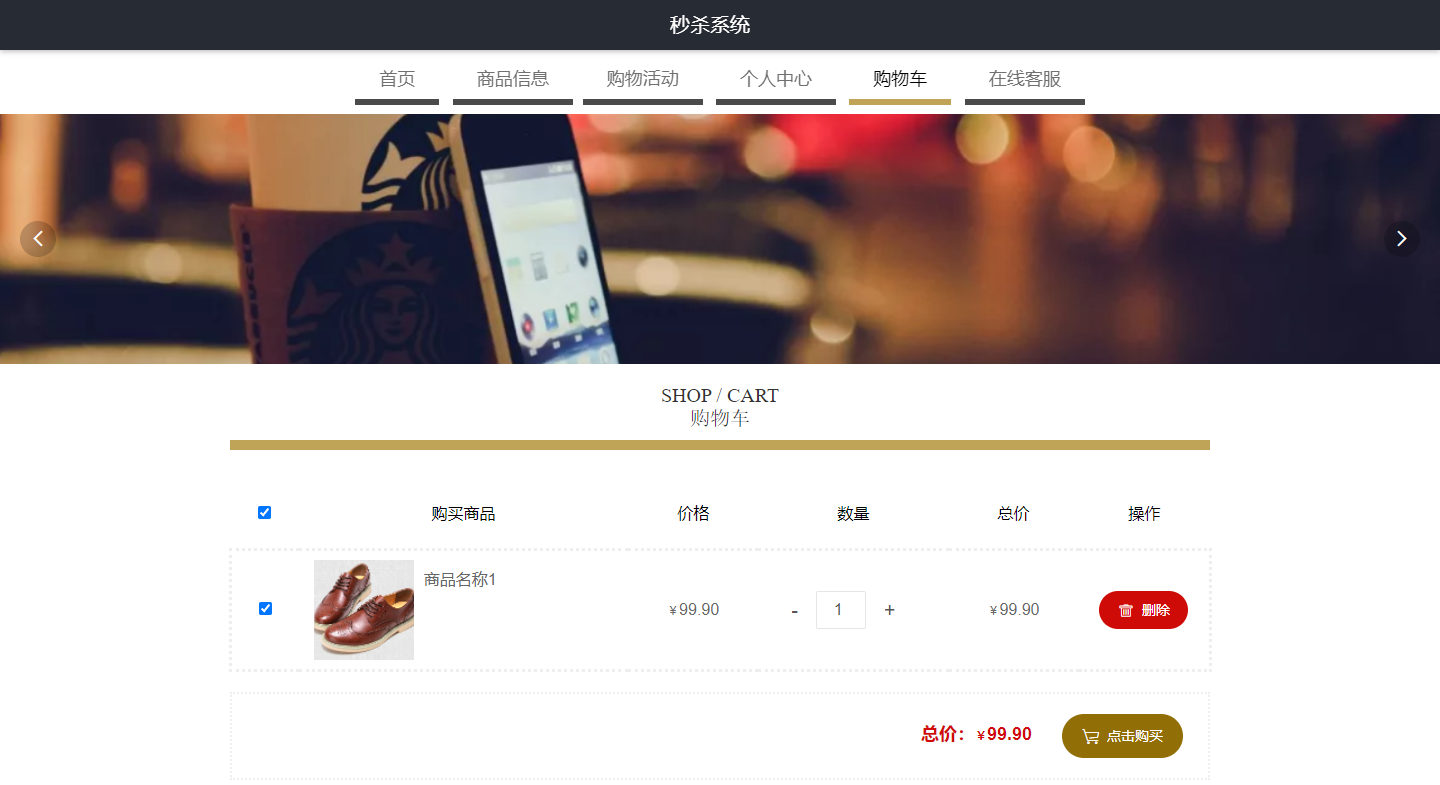 秒杀系统
首页 商品信息 购物活动 个人中心 购物车 在线客服
SHOP / CART
购物车
购买商品 价格 数量 总价 操作
商品名称1
¥99.90 - 1 + ¥99.90 删除
总价：¥99.90 点击购买